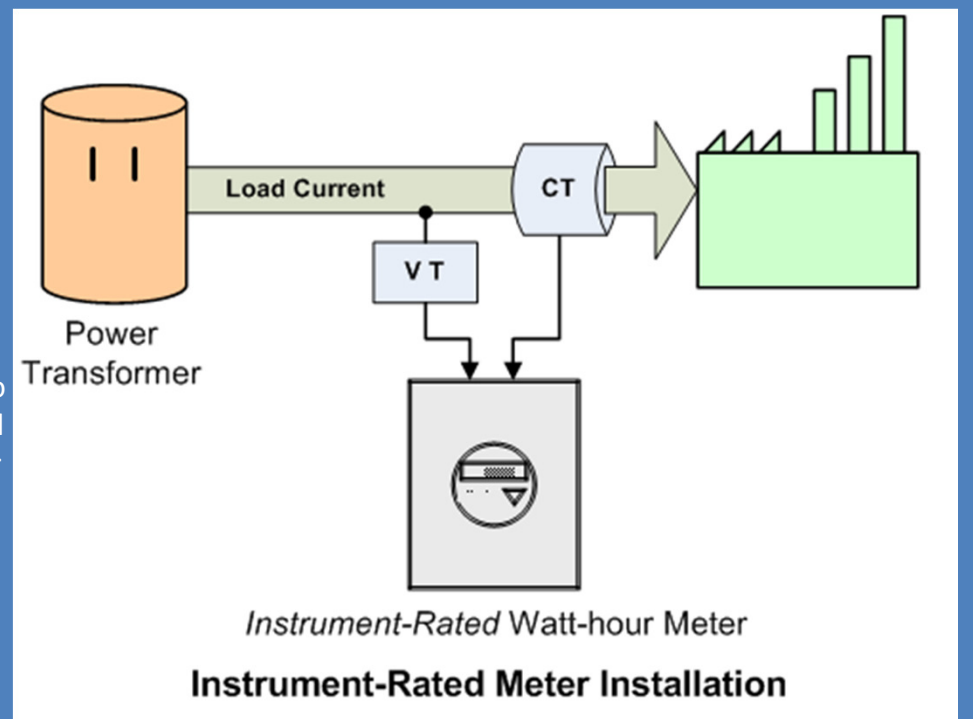 Load Current
CT
V T
Power
Transformer
Instrument-Rated Watt-hour Meter
Instrument-Rated Meter Installation